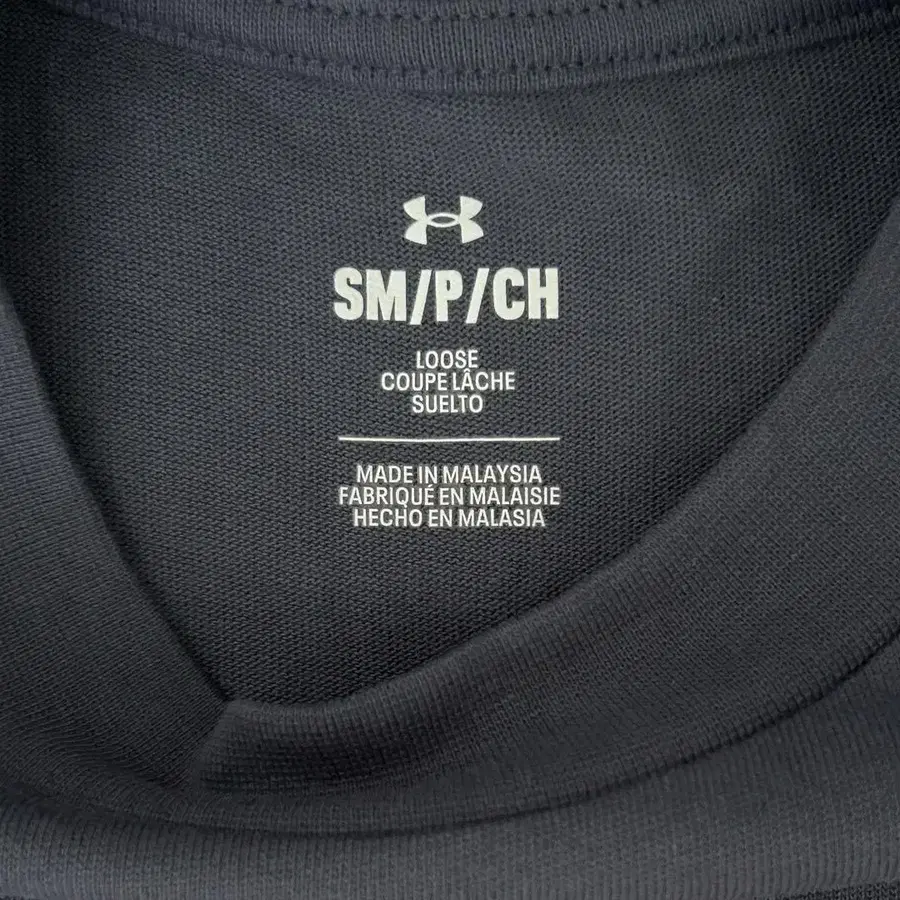 SM/P/CH
LOOSE
COUPE LÂCHE
SUELTO
MADE IN MALAYSIA
FABRIQUÉ EN MALAISIE
HECHO EN MALASIA